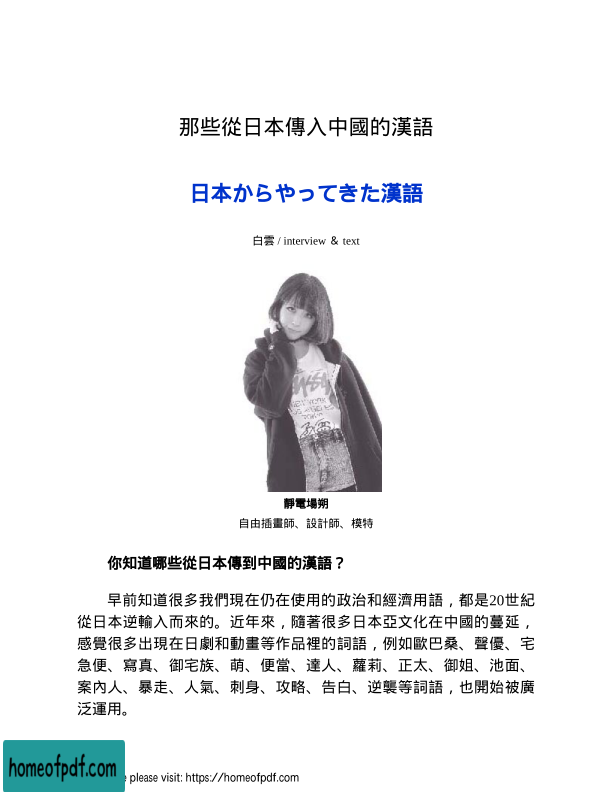 那些從日本傳入中國的漢語
日本からやってきた漢語
白雲 / interview & text
靜電場朔
自由插畫師、設計師、模特
你知道哪些從日本傳到中國的漢語？
早前知道很多我們現在仍在使用的政治和經濟用語，都是20世紀
從日本逆輸入而來的。近年來，隨著很多日本亞文化在中國的蔓延，
感覺很多出現在日劇和動畫等作品裡的詞語，例如歐巴桑、聲優、宅
急便、寫真、御宅族、萌、便當、達人、蘿莉、正太、御姐、池面、
案內人、暴走、人氣、刺身、攻略、告白、逆襲等詞語，也開始被廣
泛運用。
homeofpdf.com
e please visit: https://homeofpdf.com